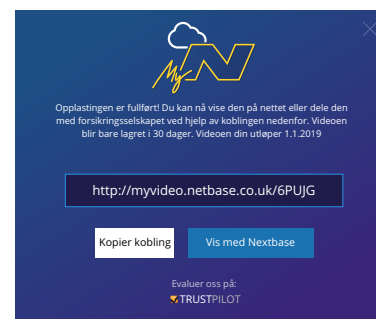 My N
Opplastingen er fullført! Du kan nå vise den på nettet eller dele den
med forsikringsselskapet ved hjelp av koblingen nedenfor. Videoen
blir bare lagret i 30 dager. Videoen din utløper 1.1.2019
http://myvideo.netbase.co.uk/6PUJG
Kopier kobling
Vis med Nextbase
Evaluer oss på:
TRUSTPILOT